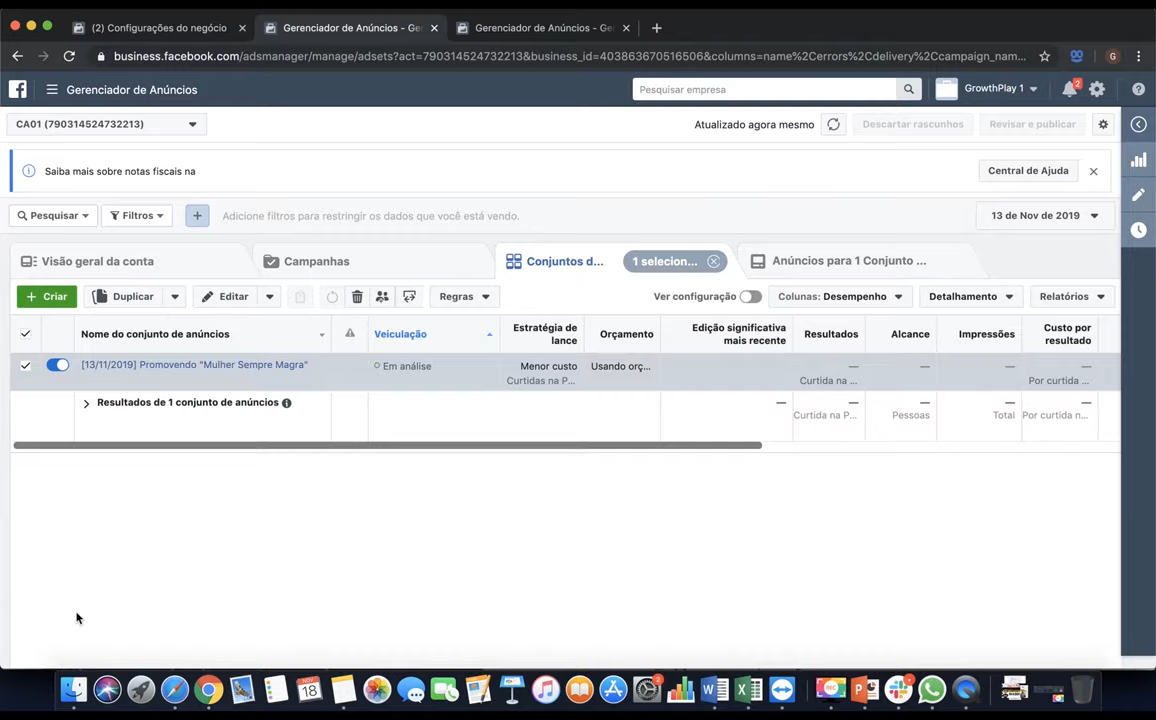 (2) Configurações do negócio
Gerenciador de Anúncios - Ger
Gerenciador de Anúncios - Ge
business.facebook.com/adsmanager/manage/adsets?act=790314524732213&business_id=403863670516506&columns=name%2Cerrors%2Cdelivery%2Ccampaign_nam...
G
Gerenciador de Anúncios
Pesquisar empresa
GrowthPlay 1
2
CA01 (790314524732213)
Atualizado agora mesmo
Descartar rascunhos
Revisar e publicar
Saiba mais sobre notas fiscais na
Central de Ajuda
Pesquisar
Filtros
Adicione filtros para restringir os dados que você está vendo.
13 de Nov de 2019
Visão geral da conta
Campanhas
Conjuntos d...
1 selecion...
Anúncios para 1 Conjunto ...
Criar
Duplicar
Editar
Regras
Ver configuração
Colunas: Desempenho
Detalhamento
Relatórios
Nome do conjunto de anúncios
Veiculação
Estratégia de lance
Orçamento
Edição significativa mais recente
Resultados
Alcance
Impressões
Custo por resultado
[13/11/2019] Promovendo "Mulher Sempre Magra"
Em análise
Menor custo
Curtidas na P...
Usando orç...
—
Curtida na ...
—
—
—
Por curtida ...
Resultados de 1 conjunto de anúncios
—
—
Curtida na P...
—
Pessoas
—
Total
—
Por curtida n...
NOV
18
2
REC